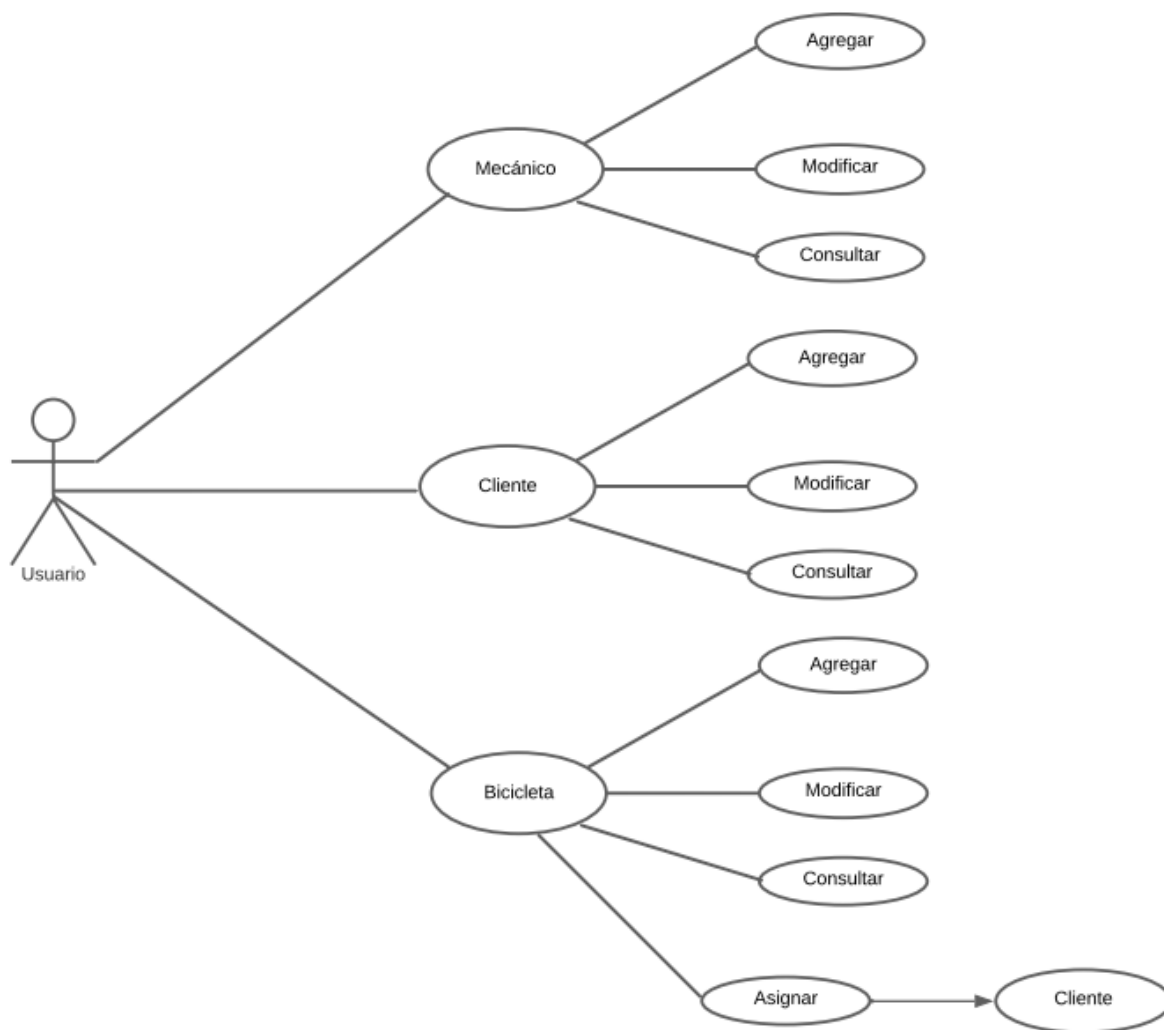 Agregar
Mecánico
Modificar
Consultar
Agregar
Cliente
Modificar
Consultar
Usuario
Agregar
Bicicleta
Modificar
Consultar
Asignar
Cliente